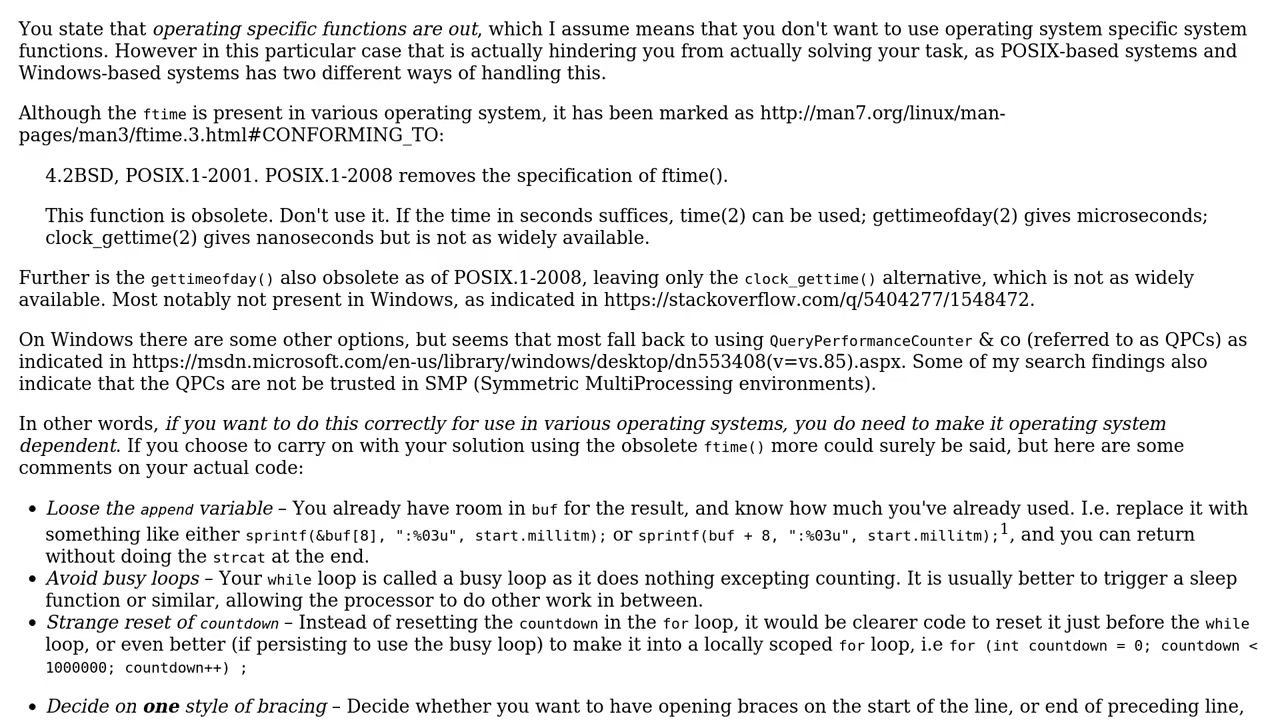 You state that operating specific functions are out, which I assume means that you don't want to use operating system specific system
functions. However in this particular case that is actually hindering you from actually solving your task, as POSIX-based systems and
Windows-based systems has two different ways of handling this.
Although the ftime is present in various operating system, it has been marked as http://man7.org/linux/man-
pages/man3/ftime.3.html#CONFORMING_TO:
4.2BSD, POSIX.1-2001. POSIX.1-2008 removes the specification of ftime().
This function is obsolete. Don't use it. If the time in seconds suffices, time(2) can be used; gettimeofday(2) gives microseconds;
clock_gettime(2) gives nanoseconds but is not as widely available.
Further is the gettimeofday() also obsolete as of POSIX.1-2008, leaving only the clock_gettime() alternative, which is not as widely
available. Most notably not present in Windows, as indicated in https://stackoverflow.com/q/5404277/1548472.
On Windows there are some other options, but seems that most fall back to using QueryPerformanceCounter & co (referred to as QPCs) as
indicated in https://msdn.microsoft.com/en-us/library/windows/desktop/dn553408(v=vs.85).aspx. Some of my search findings also
indicate that the QPCs are not be trusted in SMP (Symmetric MultiProcessing environments).
In other words, if you want to do this correctly for use in various operating systems, you do need to make it operating system
dependent. If you choose to carry on with your solution using the obsolete ftime() more could surely be said, but here are some
comments on your actual code:
• Loose the append variable – You already have room in buf for the result, and know how much you've already used. I.e. replace it with
something like either sprintf(&buf[8], ":%03u", start.millitm); or sprintf(buf + 8, ":%03u", start.millitm);1, and you can return
without doing the strcat at the end.
• Avoid busy loops – Your while loop is called a busy loop as it does nothing excepting counting. It is usually better to trigger a sleep
function or similar, allowing the processor to do other work in between.
• Strange reset of countdown – Instead of resetting the countdown in the for loop, it would be clearer code to reset it just before the while
loop, or even better (if persisting to use the busy loop) to make it into a locally scoped for loop, i.e for (int countdown = 0; countdown <
1000000; countdown++) ;
• Decide on one style of bracing – Decide whether you want to have opening braces on the start of the line, or end of preceding line,